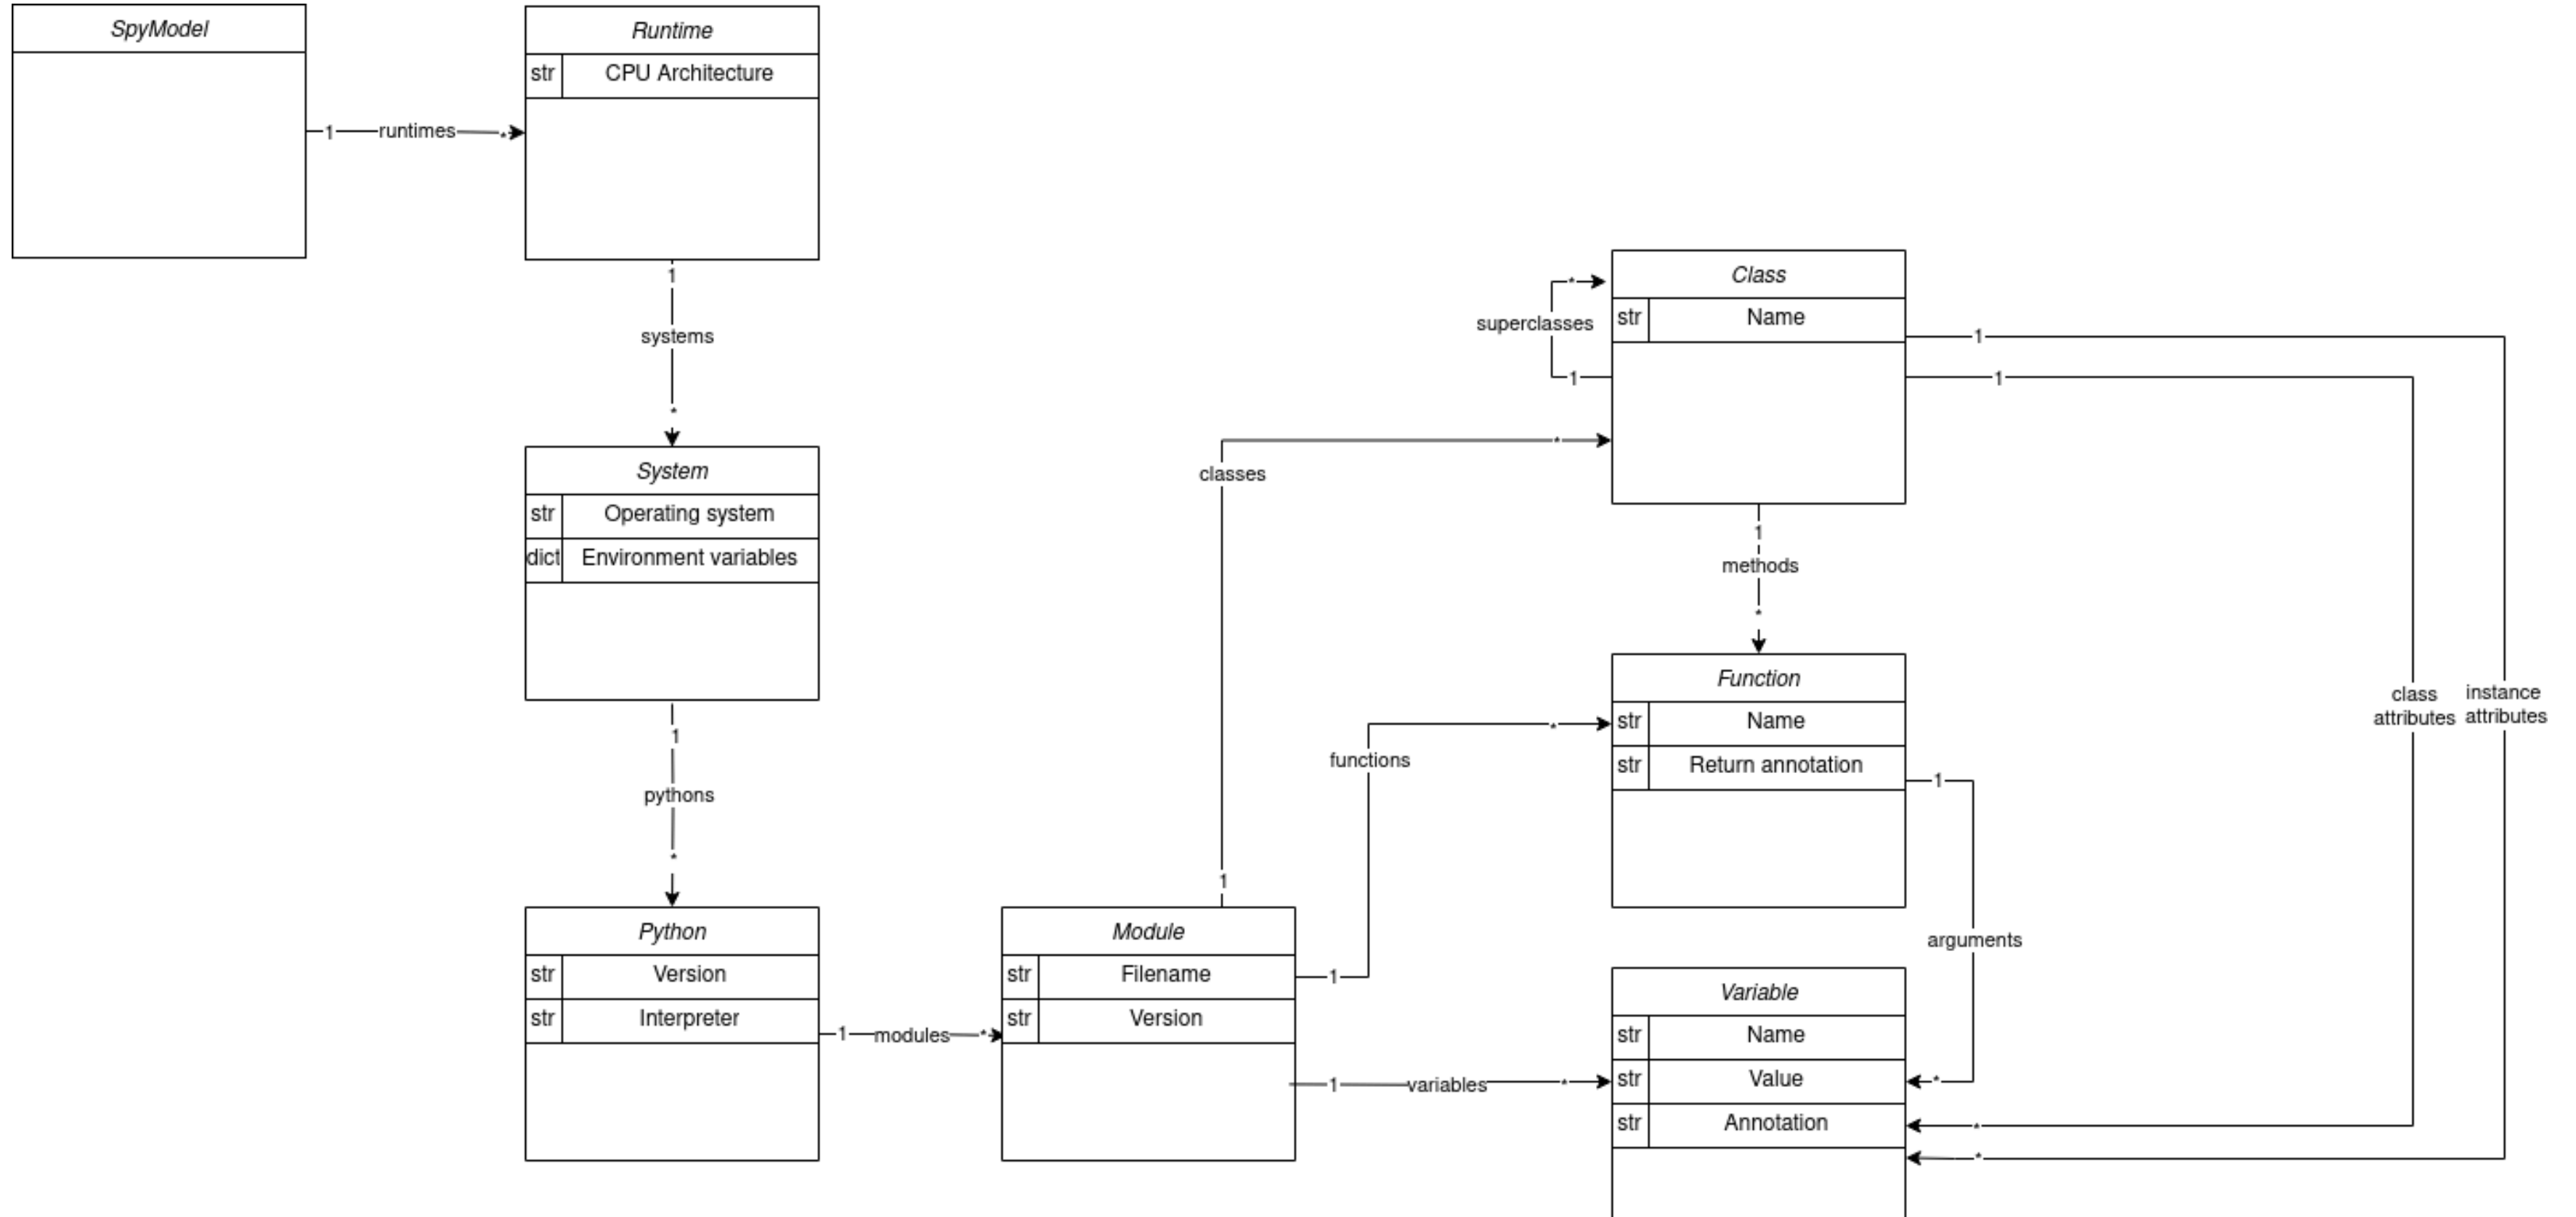 SpyModel
1
runtimes
*
Runtime
str CPU Architecture
1
systems
*
System
str Operating system
dict Environment variables
1
pythons
*
Python
str Version
str Interpreter
1
modules
*
Module
str Filename
str Version
1
classes
*
1
functions
*
1
variables
*
Class
str Name
superclasses
*
1
1
methods
*
Function
str Name
str Return annotation
1
arguments
*
Variable
str Name
str Value
str Annotation
1
class
attributes
*
1
instance
attributes
*